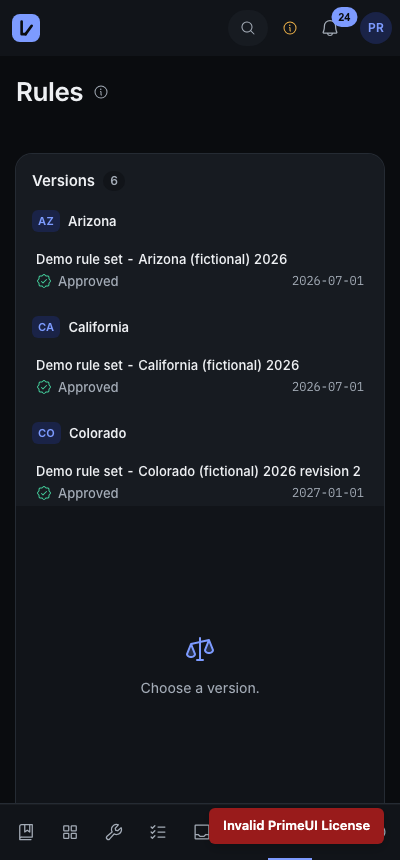 24
PR
Rules
Versions 6
AZ Arizona
Demo rule set - Arizona (fictional) 2026
Approved 2026-07-01
CA California
Demo rule set - California (fictional) 2026
Approved 2026-07-01
CO Colorado
Demo rule set - Colorado (fictional) 2026 revision 2
Approved 2027-01-01
Choose a version.
Invalid PrimeUI License